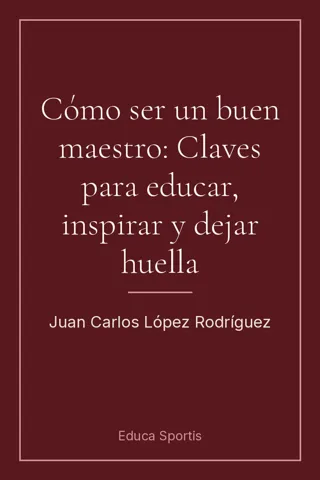 Cómo ser un buen
maestro: Claves
para educar,
inspirar y dejar
huella
Juan Carlos López Rodríguez
Educa Sportis